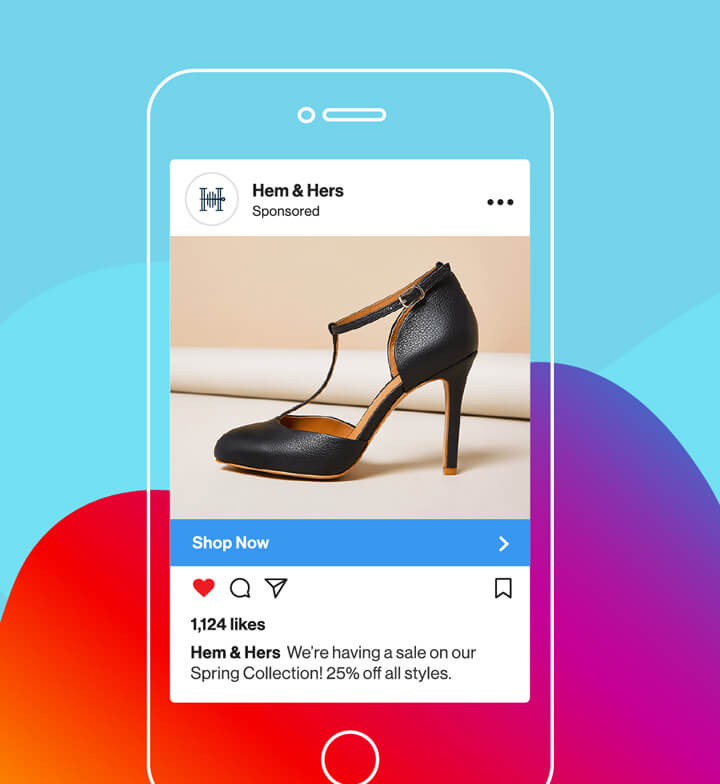 Hem & Hers
Sponsored
Shop Now
1,124 likes
Hem & Hers We're having a sale on our
Spring Collection! 25% off all styles.